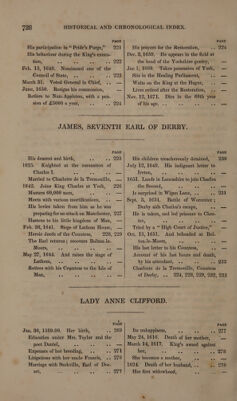 728 HISTORICAL AND CHRONOLOGICAL INDEX.
PAGE
His participation in "Pride's Purge," 221
His behaviour during the King's execution, .. .. .. .. 222
Feb. 15, 1649. Nominated one of the Council of State, .. .. .. 223
March 31. Voted General in Chief,
June, 1650. Resigns his commission,
Retires to Nun-Appleton, with a pension of £5000 a year, .. .. 224
PAGE
His prayers for the Restoration, .. 224
Dec. 3, 1659. He appears in the field at the head of the Yorkshire gentry,
Jan 1, 1660. Takes possession of York,
Sits in the Healing Parliament,
Waits on the King at the Hague,
Lives retired after the Restoration,
Nov. 12, 1671. Dies in the 60th year of his age,
JAMES, SEVENTH EARL OF DERBY.
PAGE
His descent and birth, .. .. 225
1625. Knighted at the coronation of Charles I.
Married to Charlotte de la Tremouille,
1642. Joins King Charles at York, 226
Musters 60,000 men,
Meets with various mortifications,
His levies taken from him as he was preparing for an attack on Manchester, 227
Hastens to his little kingdom of Man,
Feb. 28, 1641. Siege of Lathom House,
Heroic deeds of the Countess, 228, 229
The Earl returns; recovers Bolton-le-Moors,
May 27, 1644. And raises the siege of Lathom,
Retires with his Countess to the Isle of Man,
PAGE
His children treacherously detained, 230
July 12, 1649. His indignant letter to Ireton,
1651. Lands in Lancashire to join Charles the Second,
Is surprised in Wigan Lane, .. 231
Sept. 3, 1651. Battle of Worcester; Derby aids Charles's escape,
He is taken, and led prisoner to Chester,
Tried by a "High Court of Justice,"
Oct. 15, 1651. And beheaded at Bolton-le-Moors,
His last letter to his Countess,
Account of his last hours and death, by his attendant, .. .. 232
Charlotte de la Tremouille, Countess of Derby, .. 224, 228, 229, 232, 233
LADY ANNE CLIFFORD.
PAGE
Jan. 30, 1589-90. Her birth, .. 269
Education under Mrs. Taylor and the poet Daniel,
Expenses of her breeding, .. .. 271
Litigations with her uncle Francis, 276
Marriage with Sackville, Earl of Dorset, .. .. .. .. 277
PAGE
Its unhappiness, .. .. .. 277
May 24, 1616. Death of her mother,
March 14, 1617. King's award against her, .. .. .. .. 278
She becomes a mother,
1624. Death of her husband, ..
Her first widowhood,